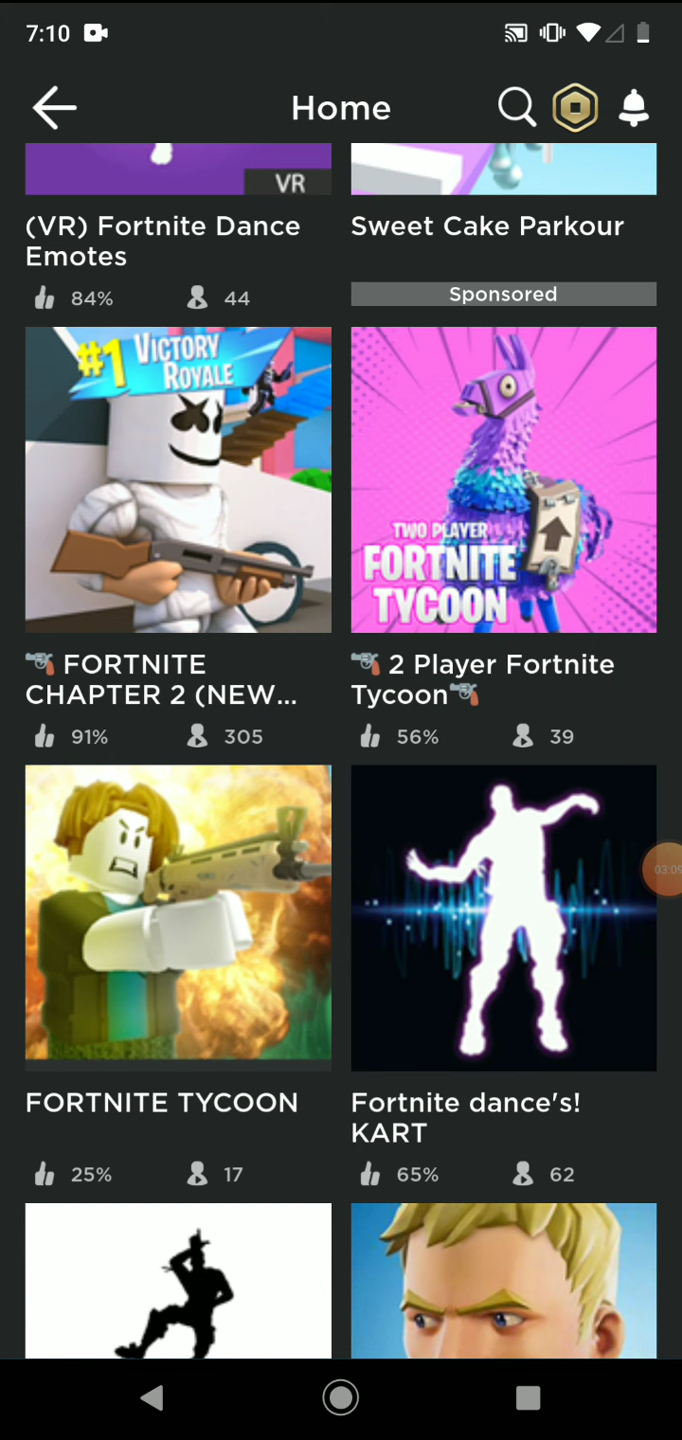 7:10
Home
VR
(VR) Fortnite Dance
Emotes
84%
44
Sweet Cake Parkour
Sponsored
#1 VICTORY
ROYALE
TWO PLAYER
FORTNITE
TYCOON
🔫 FORTNITE
CHAPTER 2 (NEW...
91%
305
🔫 2 Player Fortnite
Tycoon🔫
56%
39
03:09
FORTNITE TYCOON
25%
17
Fortnite dance's!
KART
65%
62